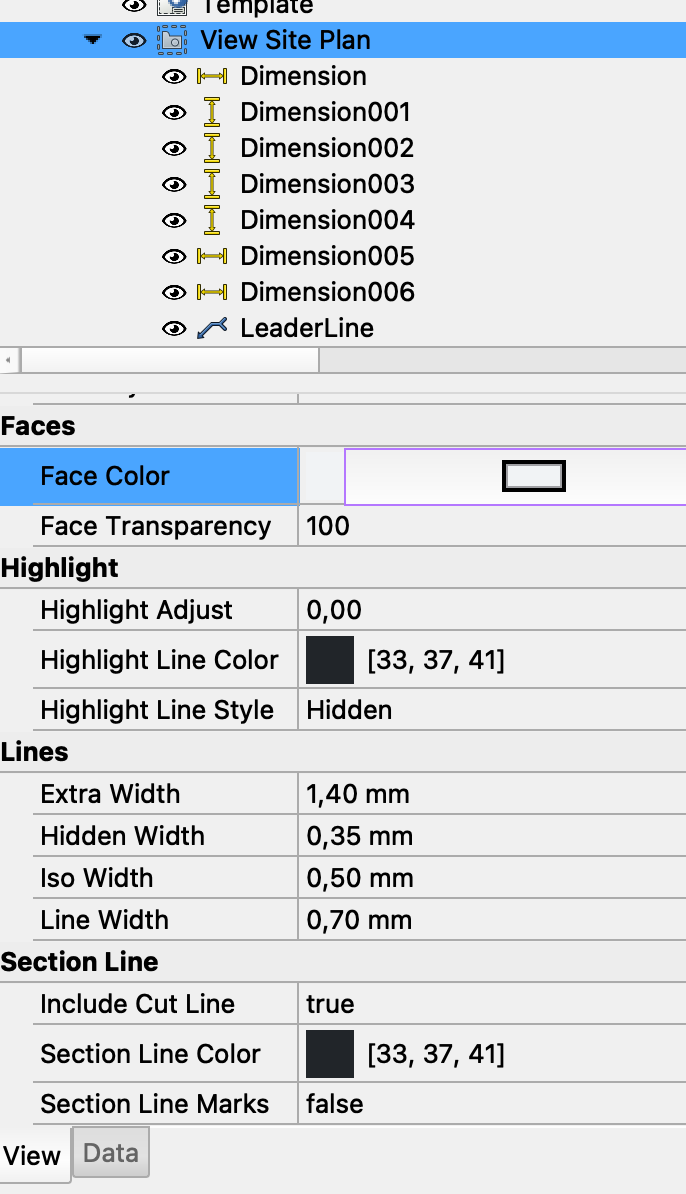 Template
View Site Plan
Dimension
Dimension001
Dimension002
Dimension003
Dimension004
Dimension005
Dimension006
LeaderLine
Faces
Face Color
Face Transparency 100
Highlight
Highlight Adjust 0,00
Highlight Line Color [33, 37, 41]
Highlight Line Style Hidden
Lines
Extra Width 1,40 mm
Hidden Width 0,35 mm
Iso Width 0,50 mm
Line Width 0,70 mm
Section Line
Include Cut Line true
Section Line Color [33, 37, 41]
Section Line Marks false
View Data